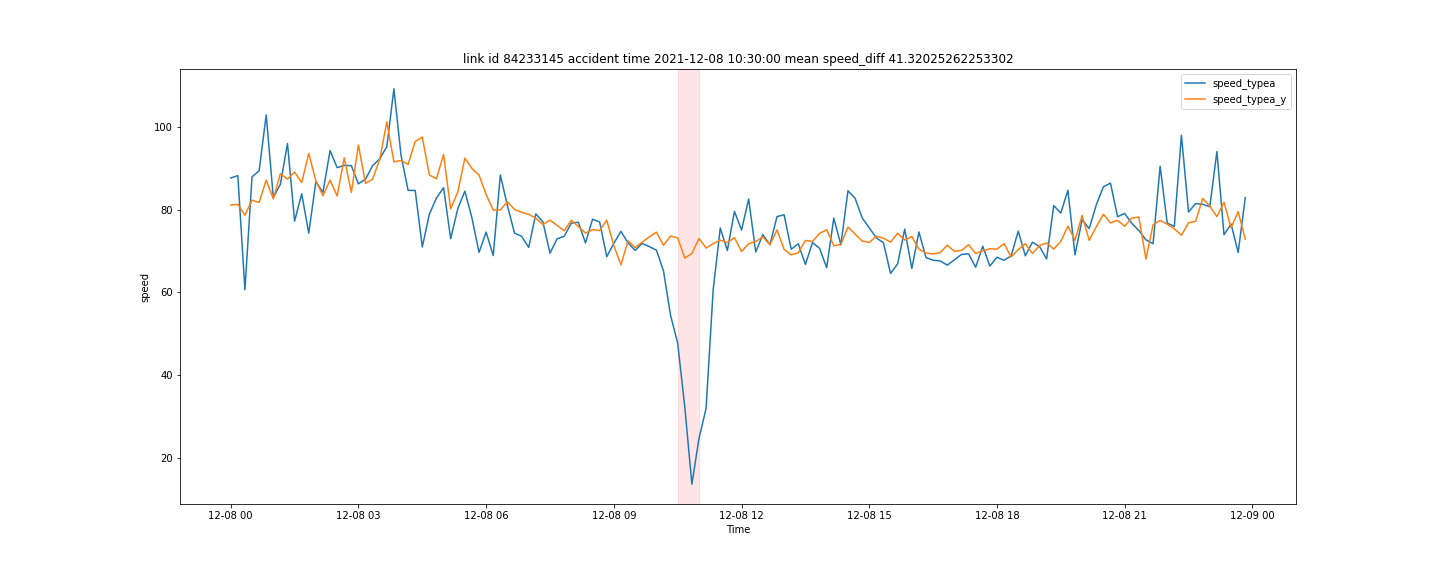 link id 84233145 accident time 2021-12-08 10:30:00 mean speed_diff 41.32025262253302
speed_typea
speed_typea_y
100
80
60
40
20
speed
12-08 00 12-08 03 12-08 06 12-08 09 12-08 12 12-08 15 12-08 18 12-08 21 12-09 00
Time